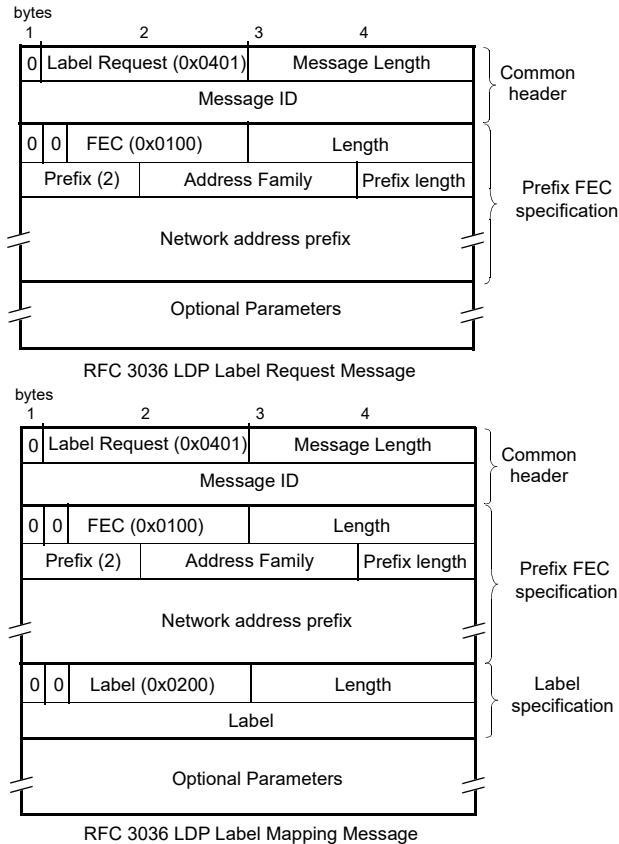 bytes
1 2 3 4
0 Label Request (0x0401) Message Length
Common
header
Message ID
0 0 FEC (0x0100) Length
Prefix (2) Address Family Prefix length
Prefix FEC
specification
Network address prefix
Optional Parameters
RFC 3036 LDP Label Request Message
bytes
1 2 3 4
0 Label Request (0x0401) Message Length
Common
header
Message ID
0 0 FEC (0x0100) Length
Prefix (2) Address Family Prefix length
Prefix FEC
specification
Network address prefix
0 0 Label (0x0200) Length
Label
specification
Label
Optional Parameters
RFC 3036 LDP Label Mapping Message